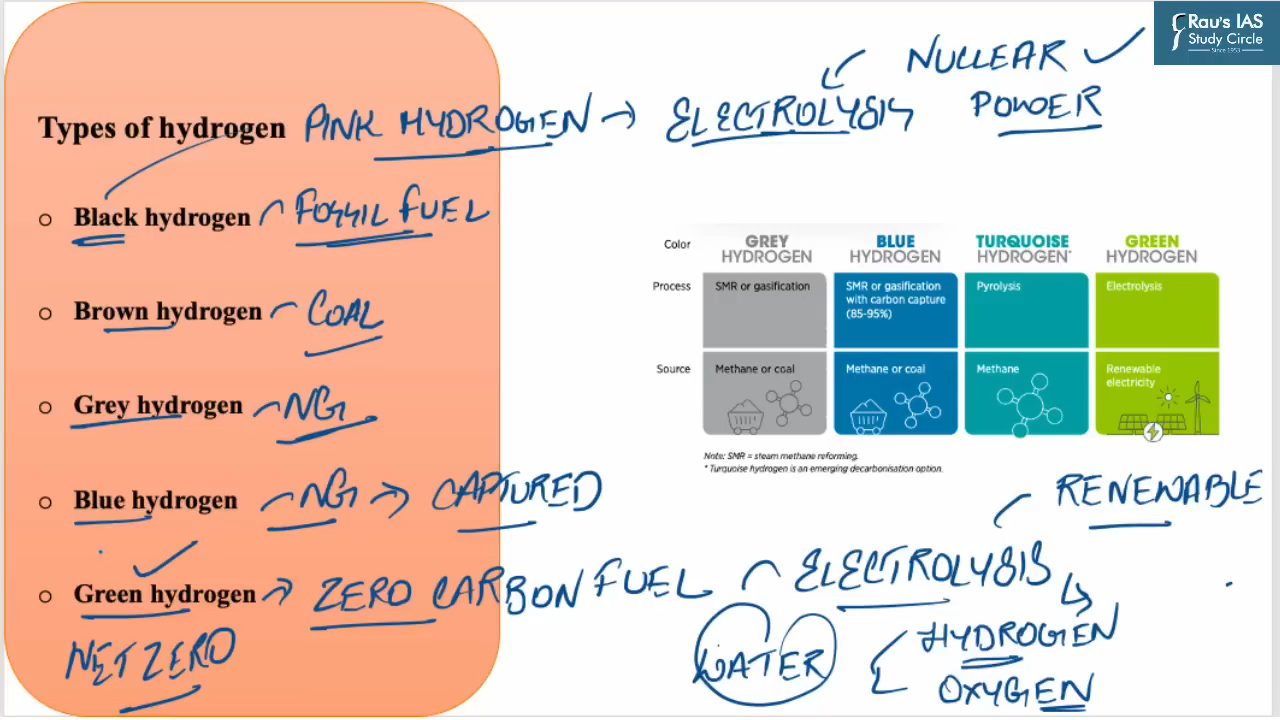 Rau's IAS
Study Circle
Since 1953
NUCLEAR
POWER
Types of hydrogen PINK HYDROGEN → ELECTROLYSIS
Black hydrogen FOSSIL FUEL
Brown hydrogen COAL
Grey hydrogen NG
Blue hydrogen NG → CAPTURED
Green hydrogen → ZERO CARBON FUEL ELECTROLYSIS
RENEWABLE
NET ZERO
WATER
HYDROGEN
OXYGEN
Color
GREY HYDROGEN
BLUE HYDROGEN
TURQUOISE HYDROGEN*
GREEN HYDROGEN
Process
SMR or gasification
SMR or gasification
with carbon capture
(85-95%)
Pyrolysis
Electrolysis
Source
Methane or coal
Methane or coal
Methane
Renewable
electricity
Note: SMR = steam methane reforming.
* Turquoise hydrogen is an emerging decarbonisation option.